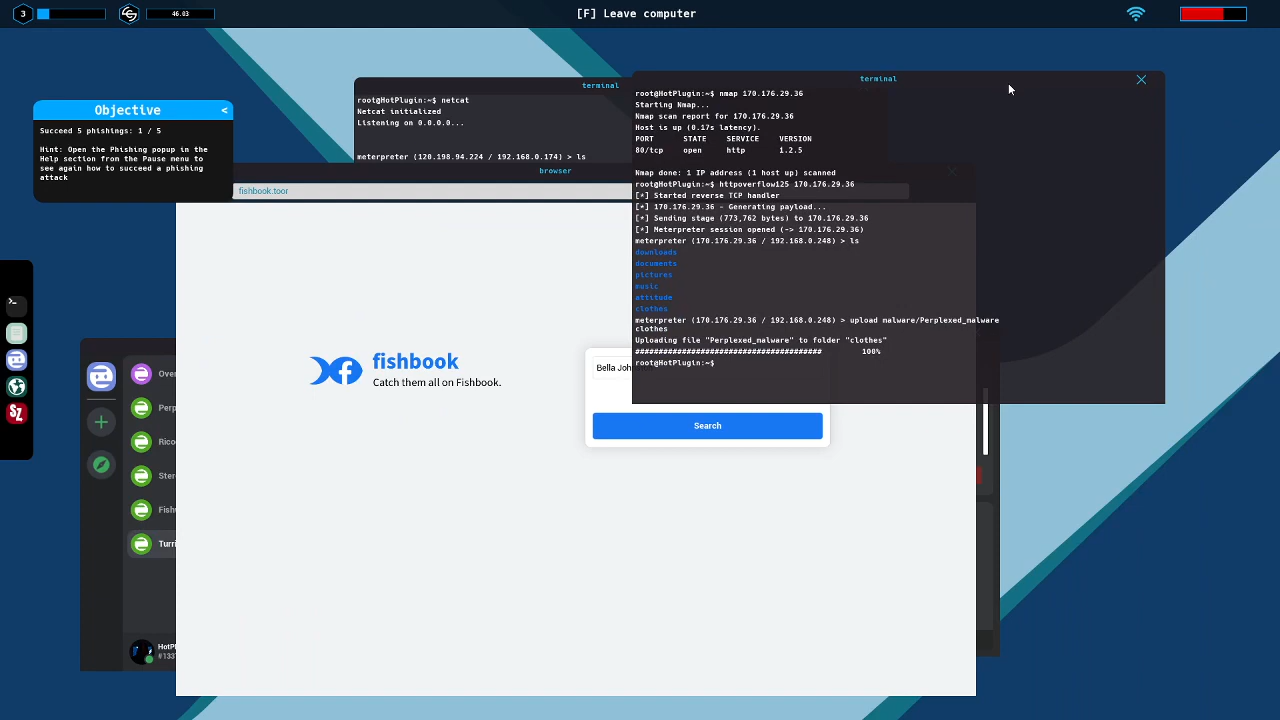 3
46.03
[F] Leave computer
Objective
<
Succeed 5 phishings: 1 / 5
Hint: Open the Phishing popup in the
Help section from the Pause menu to
see again how to succeed a phishing
attack
terminal
root@HotPlugin:~$ netcat
Netcat initialized
Listening on 0.0.0.0...
meterpreter (120.198.94.224 / 192.168.0.174) > ls
terminal
root@HotPlugin:~$ nmap 170.176.29.36
Starting Nmap...
Nmap scan report for 170.176.29.36
Host is up (0.17s latency).
PORT STATE SERVICE VERSION
80/tcp open http 1.2.5
Nmap done: 1 IP address (1 host up) scanned
root@HotPlugin:~$ httpoverflow125 170.176.29.36
[*] Started reverse TCP handler
[*] 170.176.29.36 - Generating payload...
[*] Sending stage (773,762 bytes) to 170.176.29.36
[*] Meterpreter session opened (-> 170.176.29.36)
meterpreter (170.176.29.36 / 192.168.0.248) > ls
downloads
documents
pictures
music
attitude
clothes
meterpreter (170.176.29.36 / 192.168.0.248) > upload malware/Perplexed_malware
clothes
Uploading file "Perplexed_malware" to folder "clothes"
####################################### 100%
root@HotPlugin:~$
browser
fishbook.toor
fishbook
Catch them all on Fishbook.
Bella Joh
Search
Over
Perp
Rico
Ster
Fish
Turri
HotPl
#133
SZ